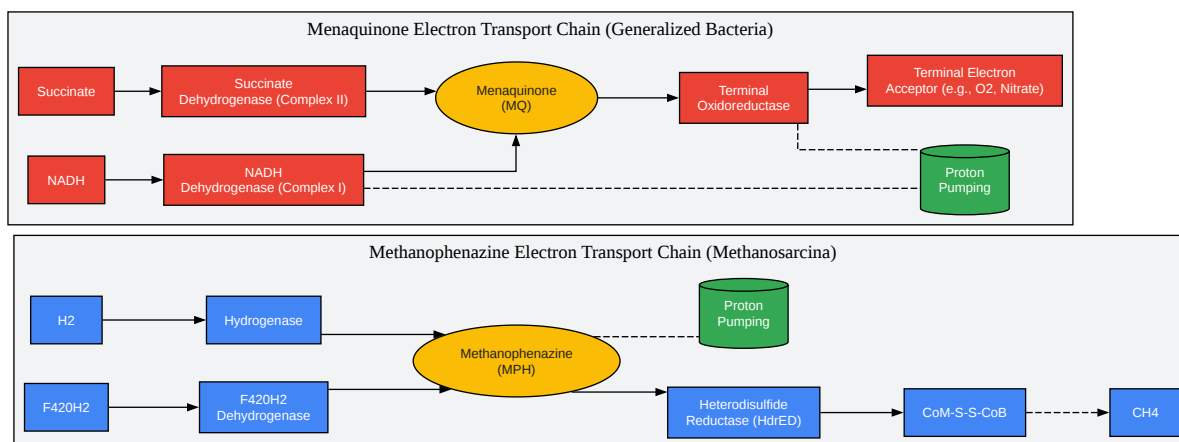 Menaquinone Electron Transport Chain (Generalized Bacteria)
Succinate
Succinate
Dehydrogenase (Complex II)
Menaquinone
(MQ)
Terminal
Oxidoreductase
Terminal Electron
Acceptor (e.g., O2, Nitrate)
NADH
NADH
Dehydrogenase (Complex I)
Proton
Pumping
Methanophenazine Electron Transport Chain (Methanosarcina)
H2
Hydrogenase
Proton
Pumping
Methanophenazine
(MPH)
F420H2
F420H2
Dehydrogenase
Heterodisulfide
Reductase (HdrED)
CoM-S-S-CoB
CH4